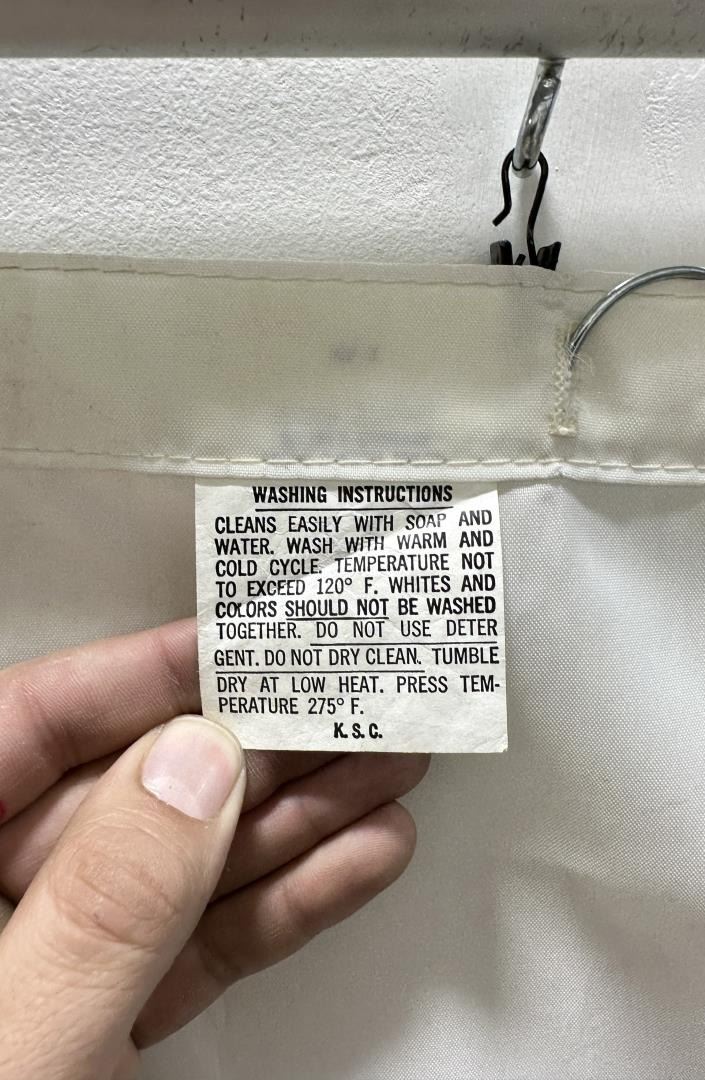 WASHING INSTRUCTIONS
CLEANS EASILY WITH SOAP AND
WATER. WASH WITH WARM AND
COLD CYCLE. TEMPERATURE NOT
TO EXCEED 120° F. WHITES AND
COLORS SHOULD NOT BE WASHED
TOGETHER. DO NOT USE DETER
GENT. DO NOT DRY CLEAN. TUMBLE
DRY AT LOW HEAT. PRESS TEM-
PERATURE 275° F.
K. S. C.